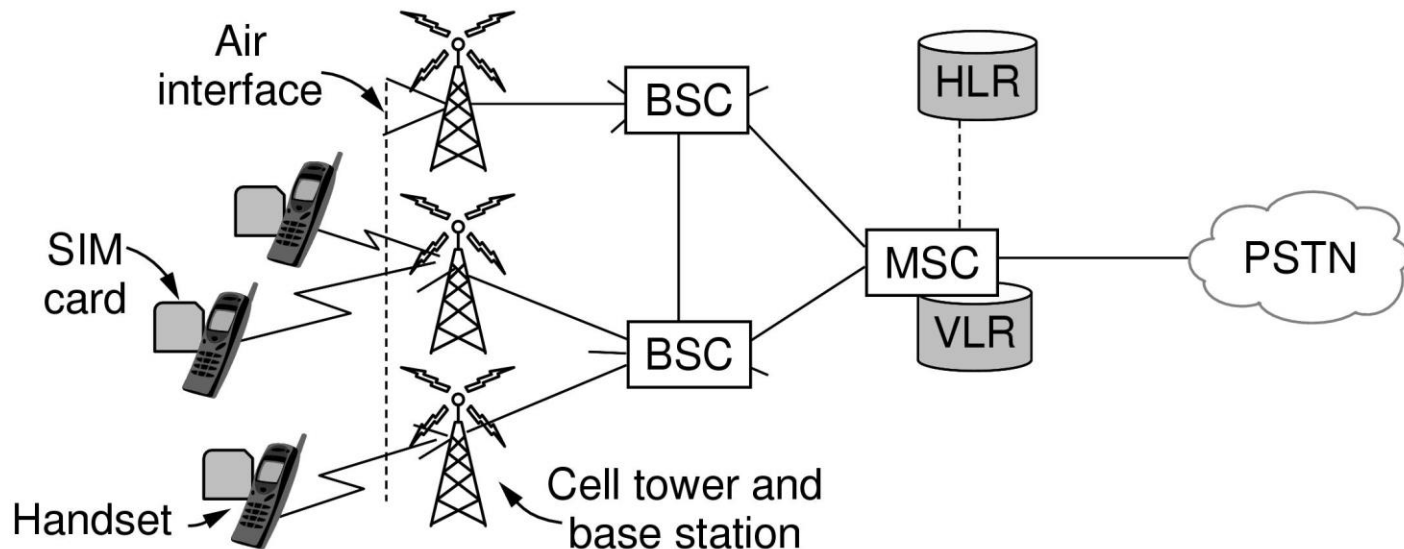 Air
interface
BSC
HLR
SIM
card
MSC
PSTN
VLR
BSC
Handset
Cell tower and
base station